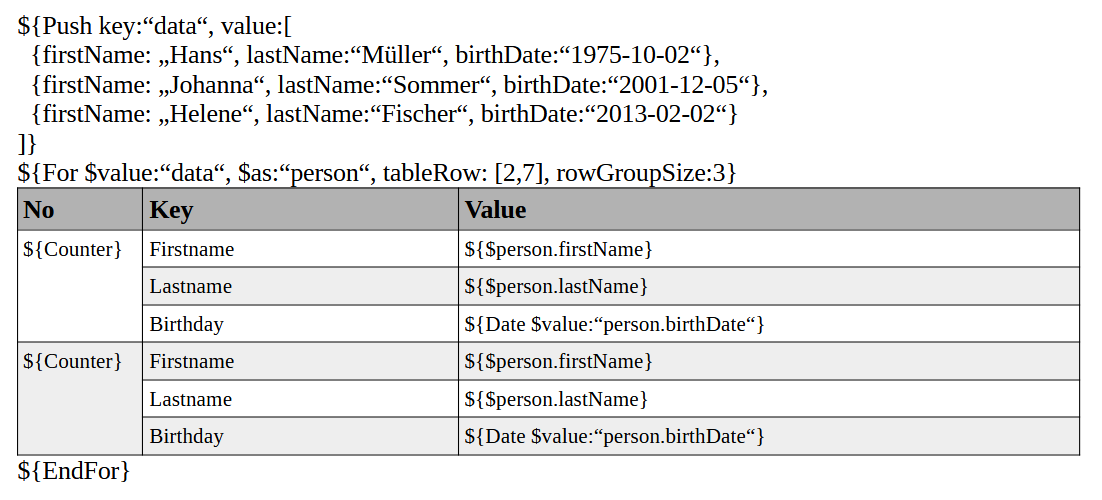 ${Push key:“data“, value:[
{firstName: „Hans“, lastName:“Müller“, birthDate:“1975-10-02“},
{firstName: „Johanna“, lastName:“Sommer“, birthDate:“2001-12-05“},
{firstName: „Helene“, lastName:“Fischer“, birthDate:“2013-02-02“}
]}
${For $value:“data“, $as:“person“, tableRow: [2,7], rowGroupSize:3}
No Key Value
${Counter} Firstname ${$person.firstName}
Lastname ${$person.lastName}
Birthday ${Date $value:“person.birthDate“}
${Counter} Firstname ${$person.firstName}
Lastname ${$person.lastName}
Birthday ${Date $value:“person.birthDate“}
${EndFor}